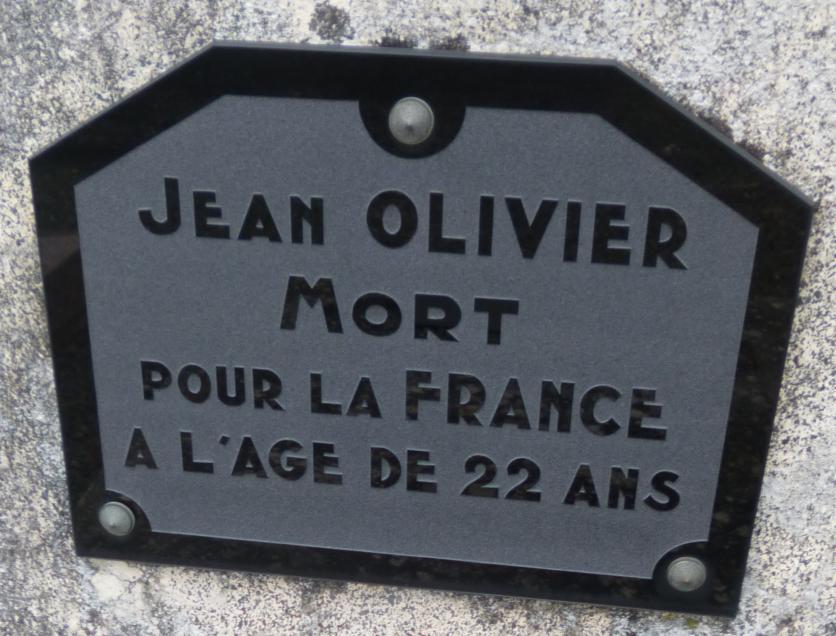 JEAN OLIVIER
MORT
POUR LA FRANCE
A L'AGE DE 22 ANS